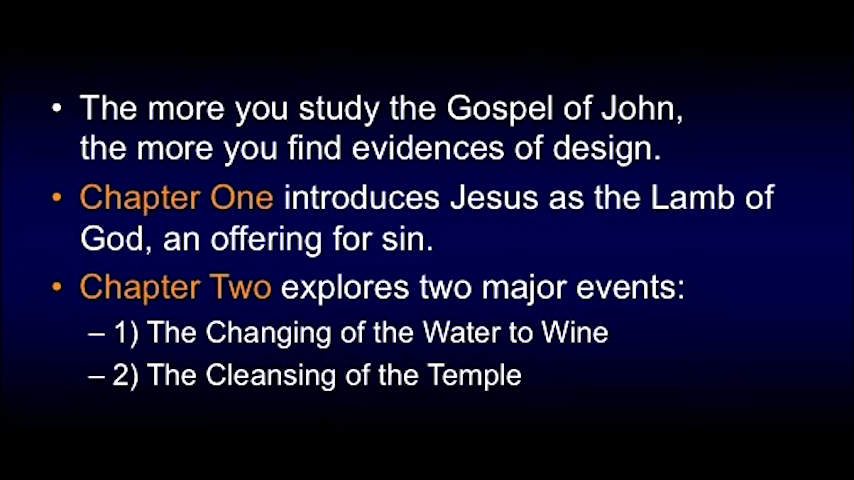 • The more you study the Gospel of John,
the more you find evidences of design.
• Chapter One introduces Jesus as the Lamb of
God, an offering for sin.
• Chapter Two explores two major events:
– 1) The Changing of the Water to Wine
– 2) The Cleansing of the Temple